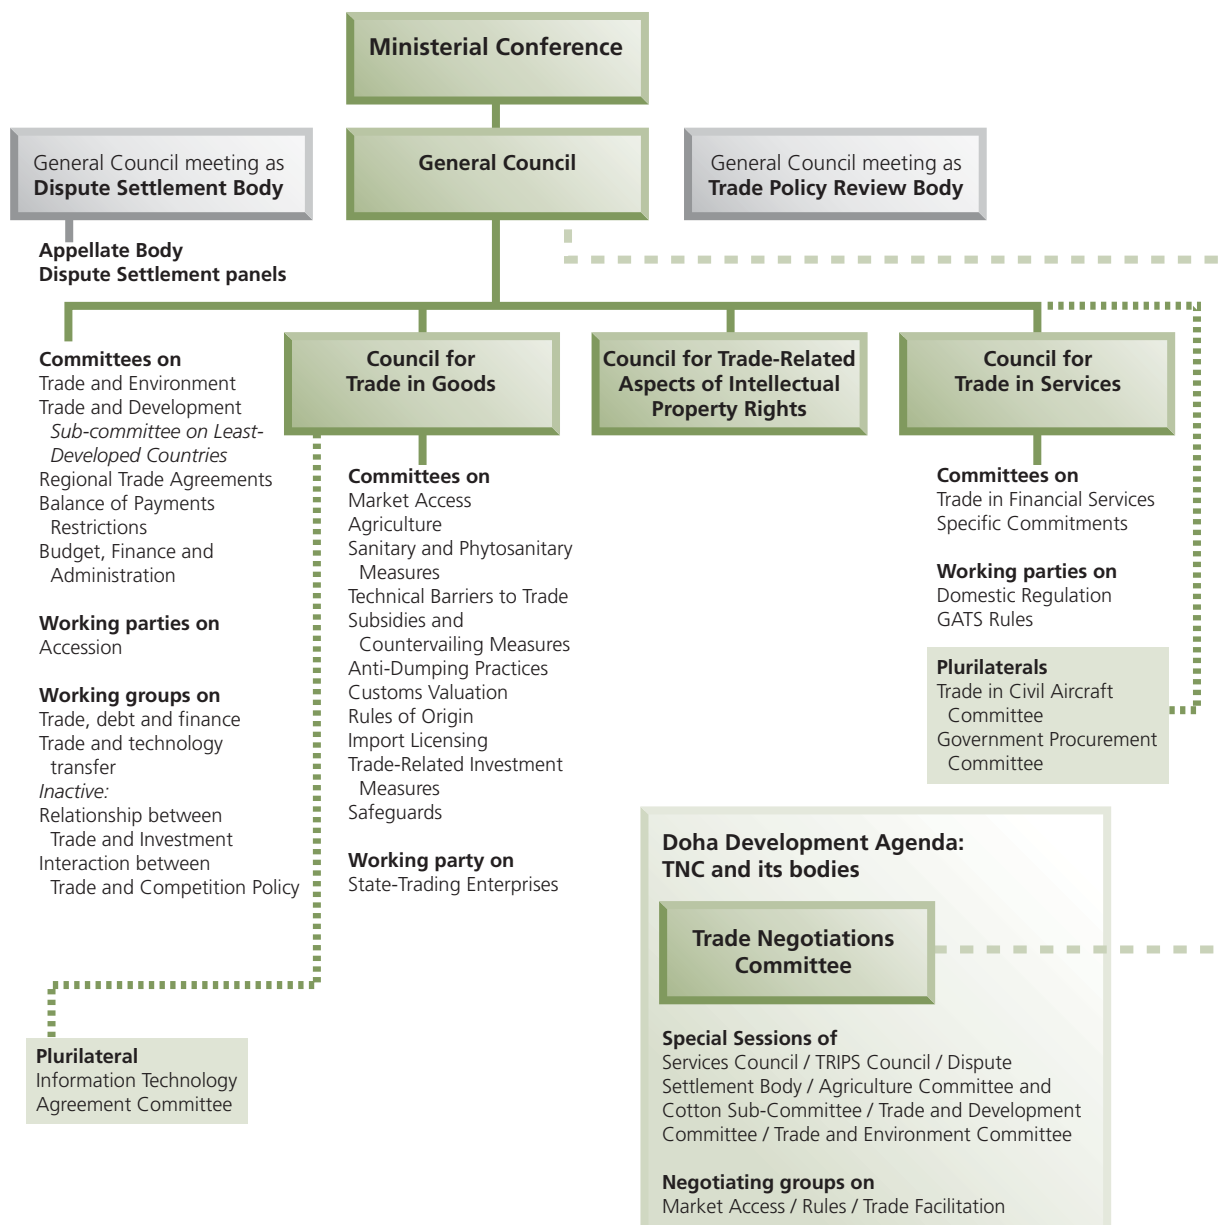 Ministerial Conference
General Council meeting as
Dispute Settlement Body
General Council
General Council meeting as
Trade Policy Review Body
Appellate Body
Dispute Settlement panels
Committees on
Trade and Environment
Trade and Development
Sub-committee on Least-
Developed Countries
Regional Trade Agreements
Balance of Payments
Restrictions
Budget, Finance and
Administration
Working parties on
Accession
Working groups on
Trade, debt and finance
Trade and technology
transfer
Inactive:
Relationship between
Trade and Investment
Interaction between
Trade and Competition Policy
Plurilateral
Information Technology
Agreement Committee
Council for
Trade in Goods
Committees on
Market Access
Agriculture
Sanitary and Phytosanitary
Measures
Technical Barriers to Trade
Subsidies and
Countervailing Measures
Anti-Dumping Practices
Customs Valuation
Rules of Origin
Import Licensing
Trade-Related Investment
Measures
Safeguards
Working party on
State-Trading Enterprises
Council for Trade-Related
Aspects of Intellectual
Property Rights
Council for
Trade in Services
Committees on
Trade in Financial Services
Specific Commitments
Working parties on
Domestic Regulation
GATS Rules
Plurilaterals
Trade in Civil Aircraft
Committee
Government Procurement
Committee
Doha Development Agenda:
TNC and its bodies
Trade Negotiations
Committee
Special Sessions of
Services Council / TRIPS Council / Dispute
Settlement Body / Agriculture Committee and
Cotton Sub-Committee / Trade and Development
Committee / Trade and Environment Committee
Negotiating groups on
Market Access / Rules / Trade Facilitation